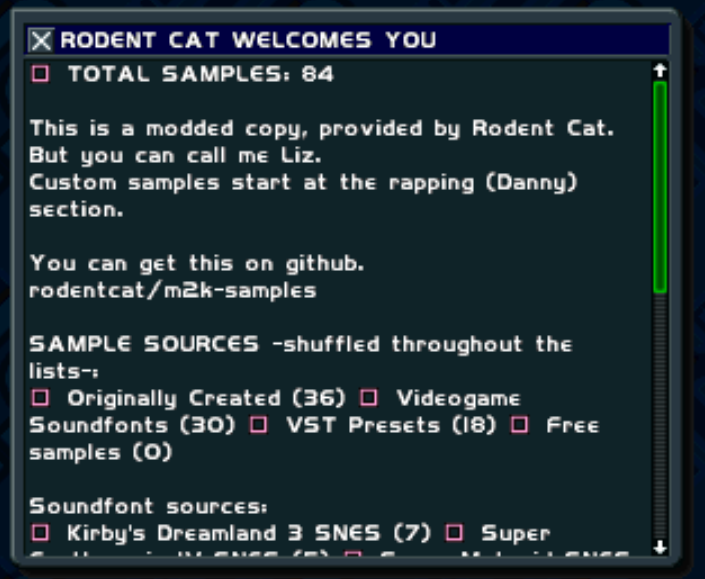 RODENT CAT WELCOMES YOU
TOTAL SAMPLES: 84
This is a modded copy, provided by Rodent Cat.
But you can call me Liz.
Custom samples start at the rapping (Danny)
section.
You can get this on github.
rodentcat/m2k-samples
SAMPLE SOURCES -shuffled throughout the
lists-:
Originally Created (36) Videogame
Soundfonts (30) VST Presets (18) Free
samples (0)
Soundfont sources:
Kirby's Dreamland 3 SNES (7) Super